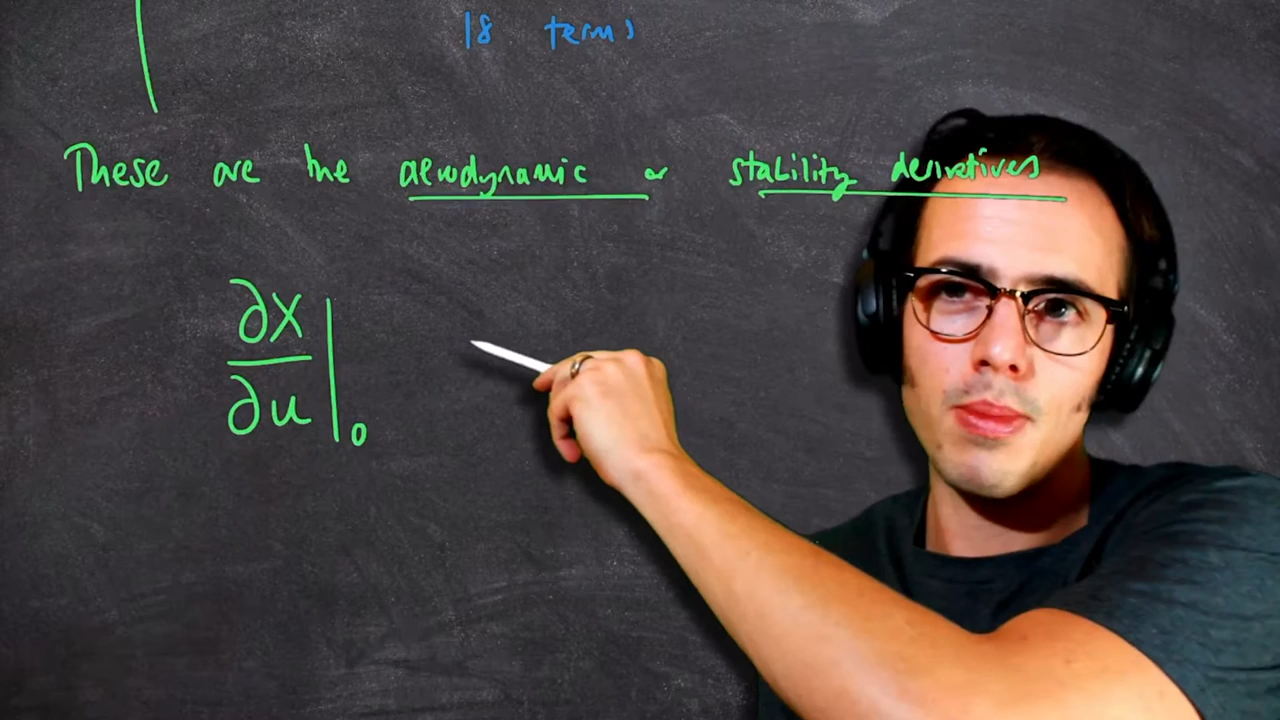 18 terms
These are the aerodynamic or stability derivatives
∂X
∂u |₀